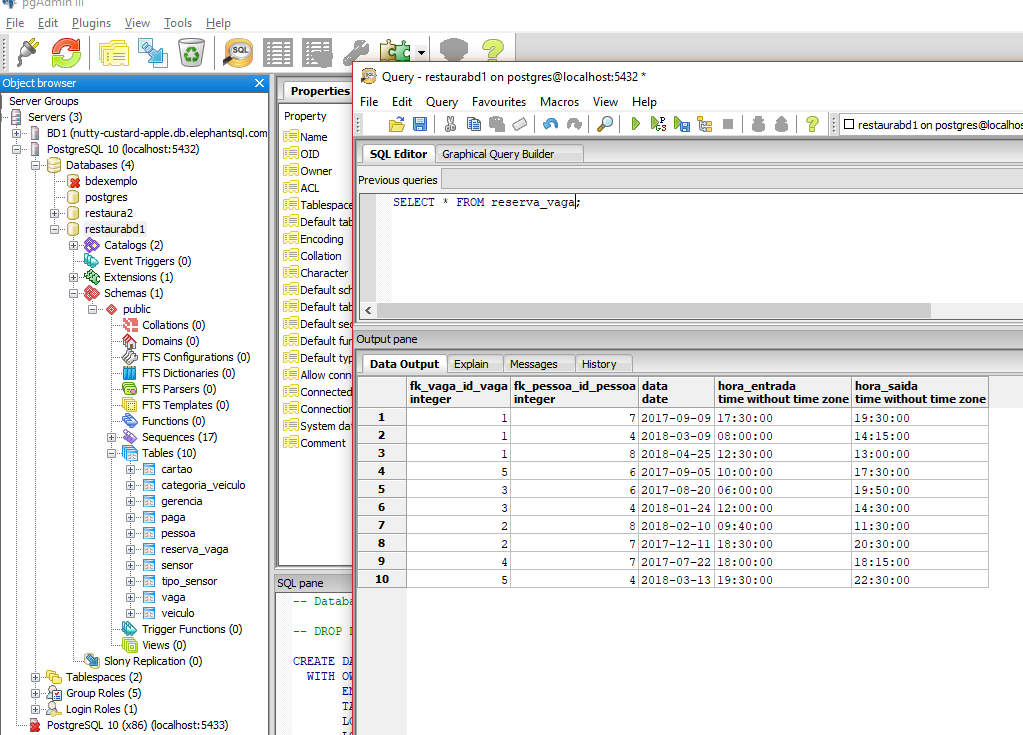 pgAdmin III
File Edit Plugins View Tools Help
SQL
Object browser
Server Groups
Servers (3)
BD1 (nutty-custard-apple.db.elephantsql.com
PostgreSQL 10 (localhost:5432)
Databases (4)
bdexemplo
postgres
restaura2
restaurabd1
Catalogs (2)
Event Triggers (0)
Extensions (1)
Schemas (1)
public
Collations (0)
Domains (0)
FTS Configurations (0)
FTS Dictionaries (0)
FTS Parsers (0)
FTS Templates (0)
Functions (0)
Sequences (17)
Tables (10)
cartao
categoria_veiculo
gerencia
paga
pessoa
reserva_vaga
sensor
tipo_sensor
vaga
veiculo
Trigger Functions (0)
Views (0)
Slony Replication (0)
Tablespaces (2)
Group Roles (5)
Login Roles (1)
PostgreSQL 10 (x86) (localhost:5433)
Properties
Property
Name
OID
Owner
ACL
Tablespace
Default tab
Encoding
Collation
Character
Default sch
Default tab
Default seq
Default fun
Default typ
Allow conn
Connected
Connection
System dat
Comment
SQL pane
-- Databa
-- DROP D
CREATE DA
WITH OW
EN
TA
LC
Query - restaurabd1 on postgres@localhost:5432 *
File Edit Query Favourites Macros View Help
restaurabd1 on postgres@localhos
SQL Editor Graphical Query Builder
Previous queries
SELECT * FROM reserva_vaga;
Output pane
Data Output Explain Messages History
fk_vaga_id_vaga fk_pessoa_id_pessoa data hora_entrada hora_saida
integer integer date time without time zone time without time zone
1 1 7 2017-09-09 17:30:00 19:30:00
2 1 4 2018-03-09 08:00:00 14:15:00
3 1 8 2018-04-25 12:30:00 13:00:00
4 5 6 2017-09-05 10:00:00 17:30:00
5 3 6 2017-08-20 06:00:00 19:50:00
6 3 4 2018-01-24 12:00:00 14:30:00
7 2 8 2018-02-10 09:40:00 11:30:00
8 2 7 2017-12-11 18:30:00 20:30:00
9 4 7 2017-07-22 18:00:00 18:15:00
10 5 4 2018-03-13 19:30:00 22:30:00